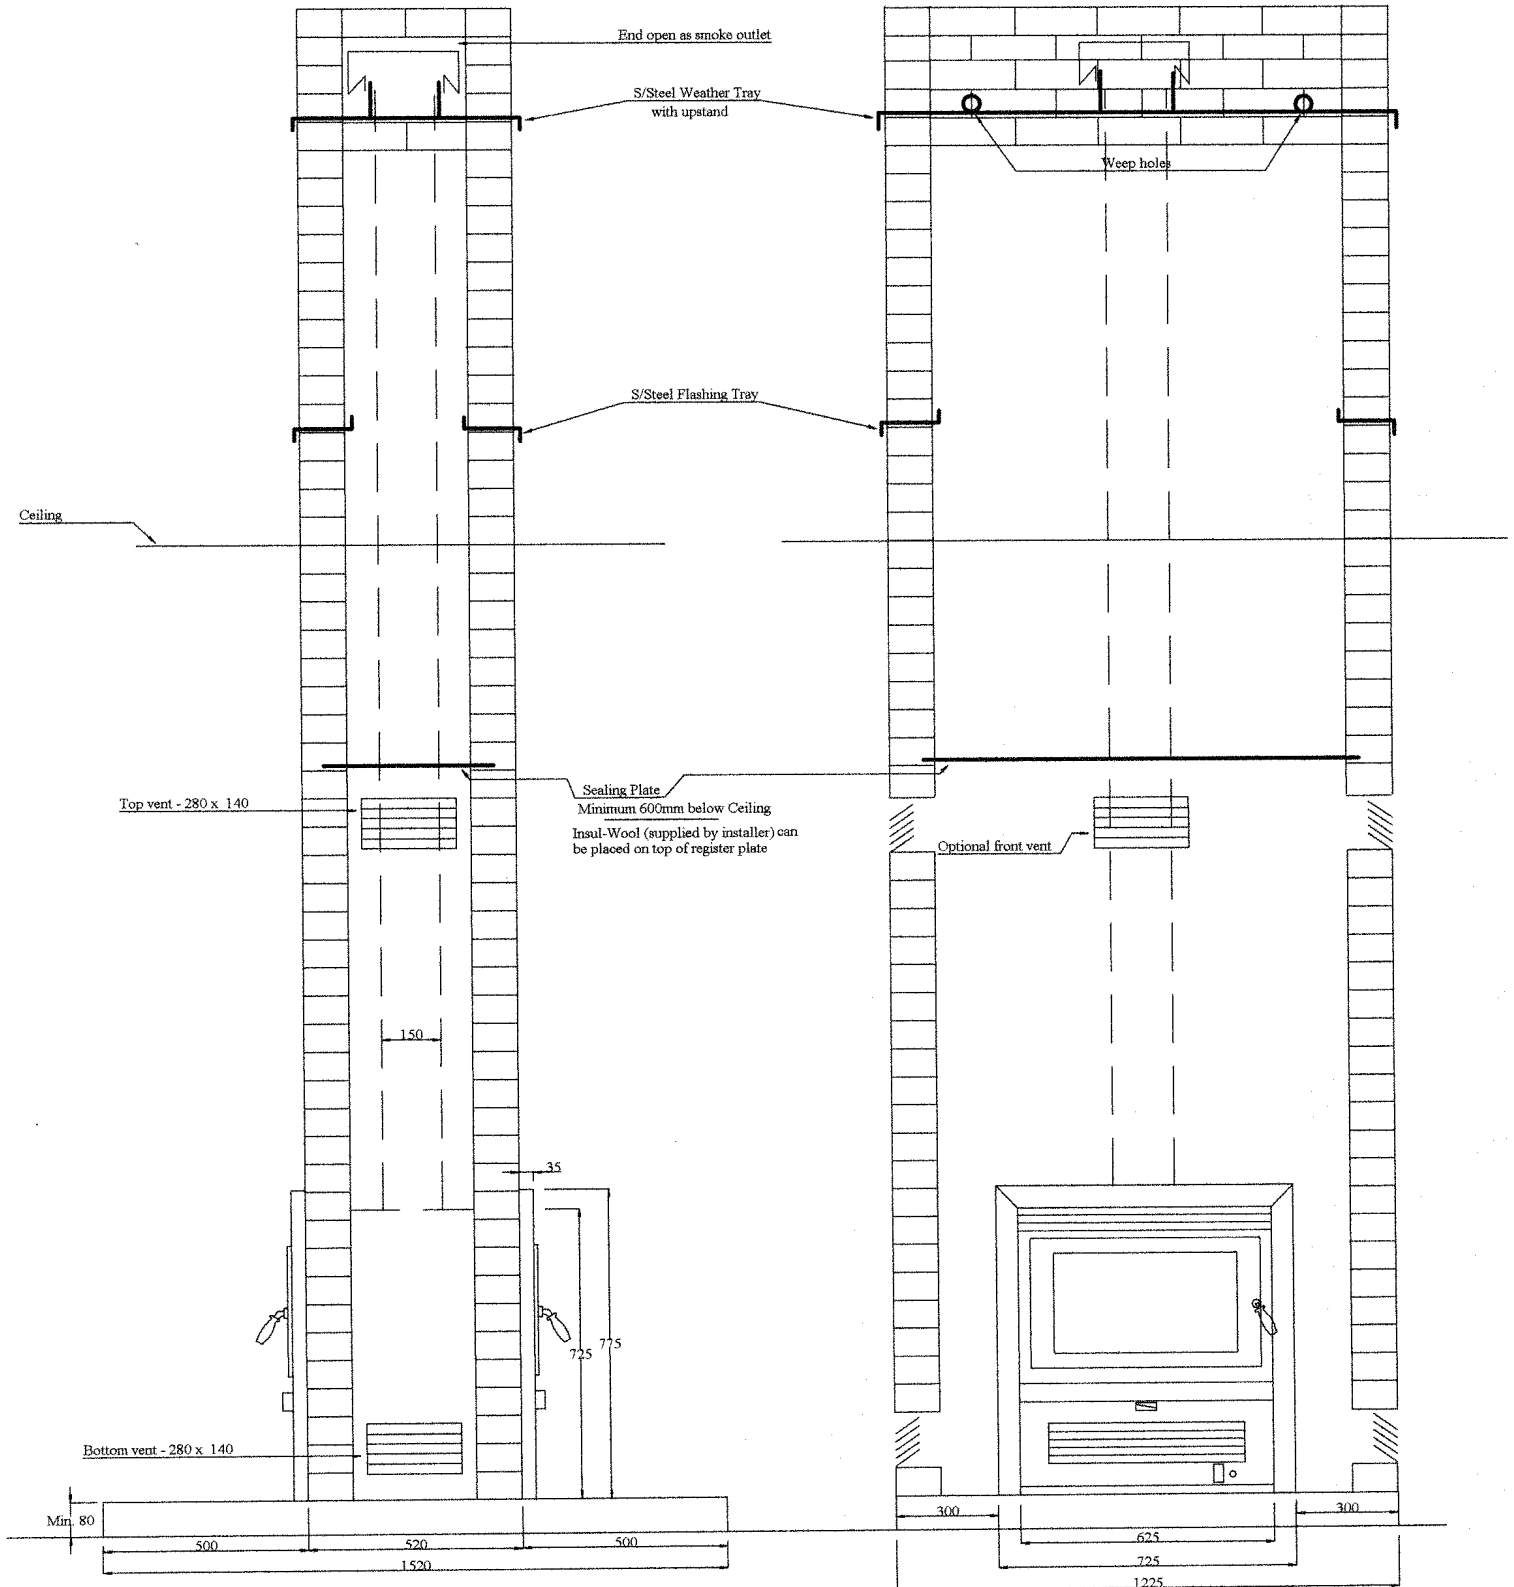 End open as smoke outlet
S/Steel Weather Tray
with upstand
Weep holes
S/Steel Flashing Tray
Ceiling
Sealing Plate
Minimum 600mm below Ceiling
Insul-Wool (supplied by installer) can
be placed on top of register plate
Top vent - 280 x 140
Optional front vent
150
35
775
725
Bottom vent - 280 x 140
Min. 80
500
520
500
1520
300
300
625
725
1225